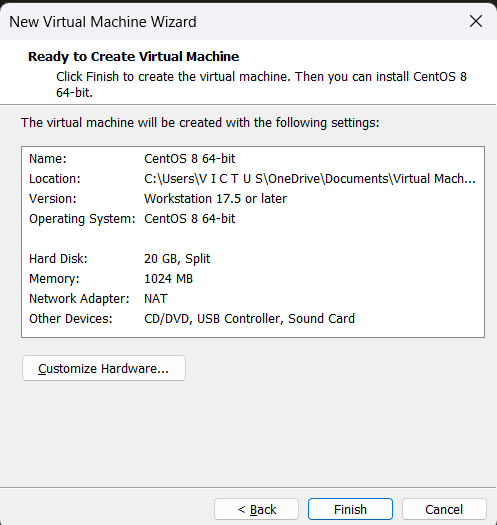 New Virtual Machine Wizard
Ready to Create Virtual Machine
Click Finish to create the virtual machine. Then you can install CentOS 8
64-bit.
The virtual machine will be created with the following settings:
Name: CentOS 8 64-bit
Location: C:\Users\V I C T U S\OneDrive\Documents\Virtual Mach...
Version: Workstation 17.5 or later
Operating System: CentOS 8 64-bit
Hard Disk: 20 GB, Split
Memory: 1024 MB
Network Adapter: NAT
Other Devices: CD/DVD, USB Controller, Sound Card
Customize Hardware...
< Back Finish Cancel